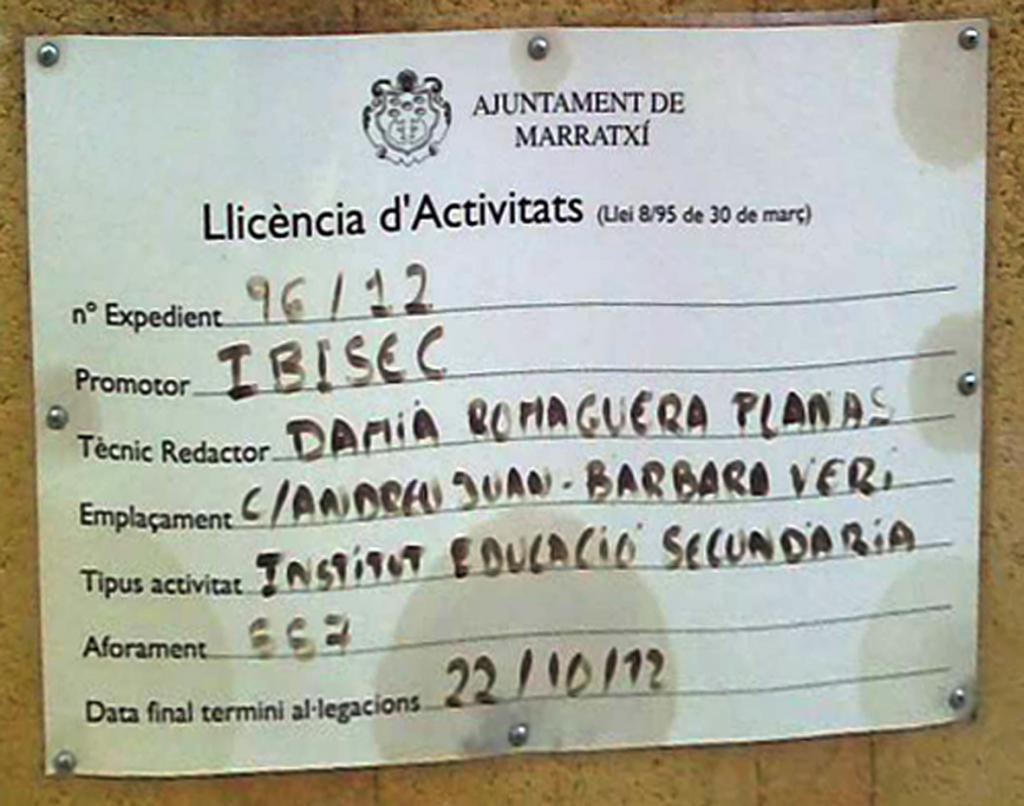 AJUNTAMENT DE
MARRATXÍ
Llicència d'Activitats (Llei 8/95 de 30 de març)
nº Expedient 96/12
Promotor IBISEC
Tècnic Redactor DAMIÀ ROMAGUERA PLANAS
Emplaçament C/ANDREU JUAN-BARBARA VERI
Tipus activitat INSTITUT EDUCACIÓ SECUNDARIA
Aforament
Data final termini al·legacions 22/10/12